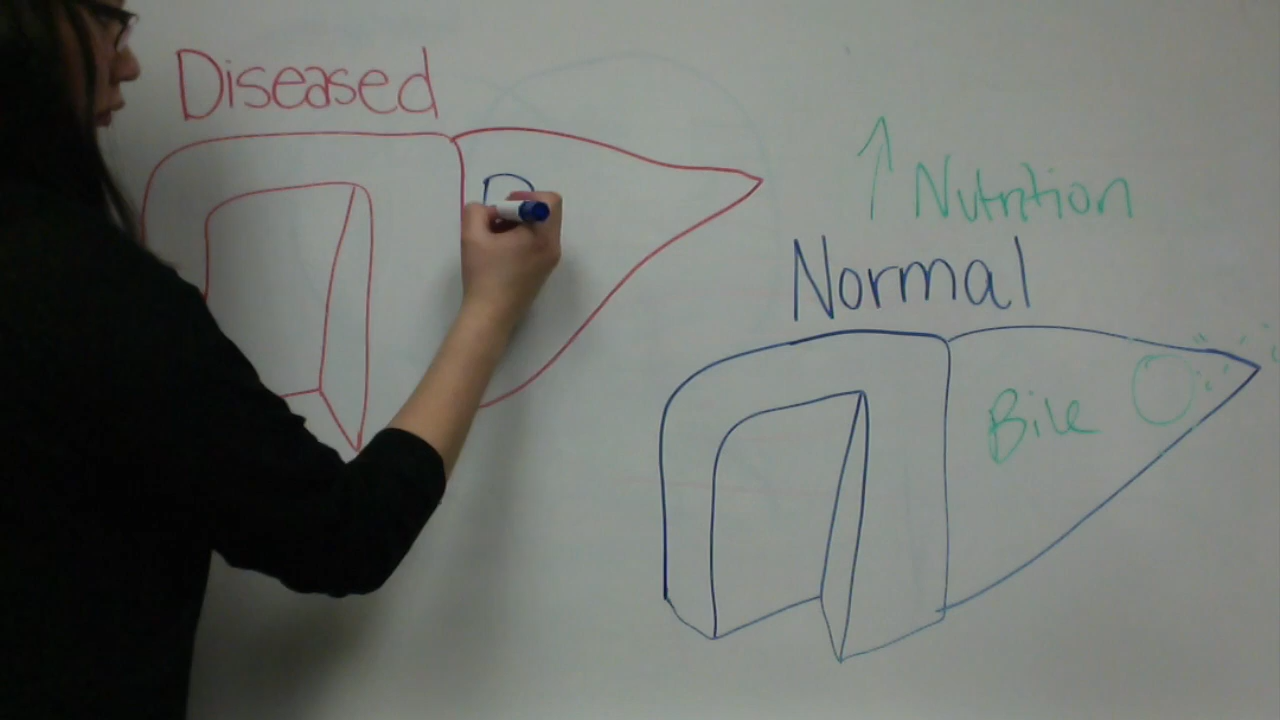 Diseased
↑ Nutrition
Normal
Bile